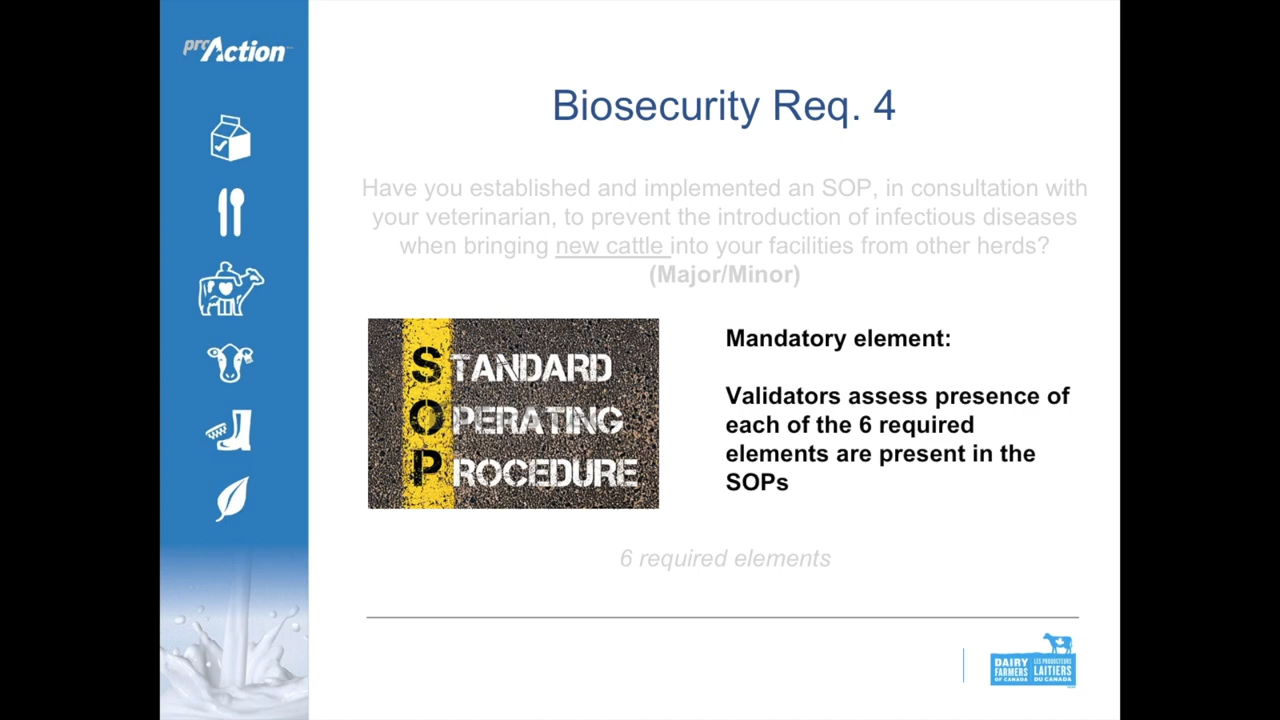 proAction
Biosecurity Req. 4
Have you established and implemented an SOP, in consultation with
your veterinarian, to prevent the introduction of infectious diseases
when bringing new cattle into your facilities from other herds?
(Major/Minor)
STANDARD
OPERATING
PROCEDURE
Mandatory element:
Validators assess presence of
each of the 6 required
elements are present in the
SOPs
6 required elements
DAIRY
FARMERS
OF CANADA
LES PRODUCTEURS
LAITIERS
DU CANADA